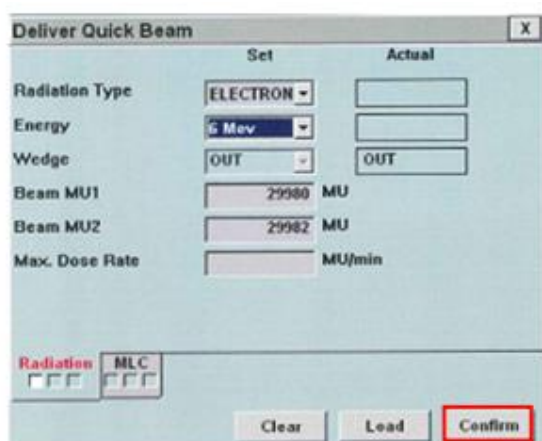 Deliver Quick Beam X
Set Actual
Radiation Type ELECTRON
Energy 6 Mev
Wedge OUT OUT
Beam MU1 29980 MU
Beam MU2 29982 MU
Max. Dose Rate MU/min
Radiation MLC
Clear Load Confirm